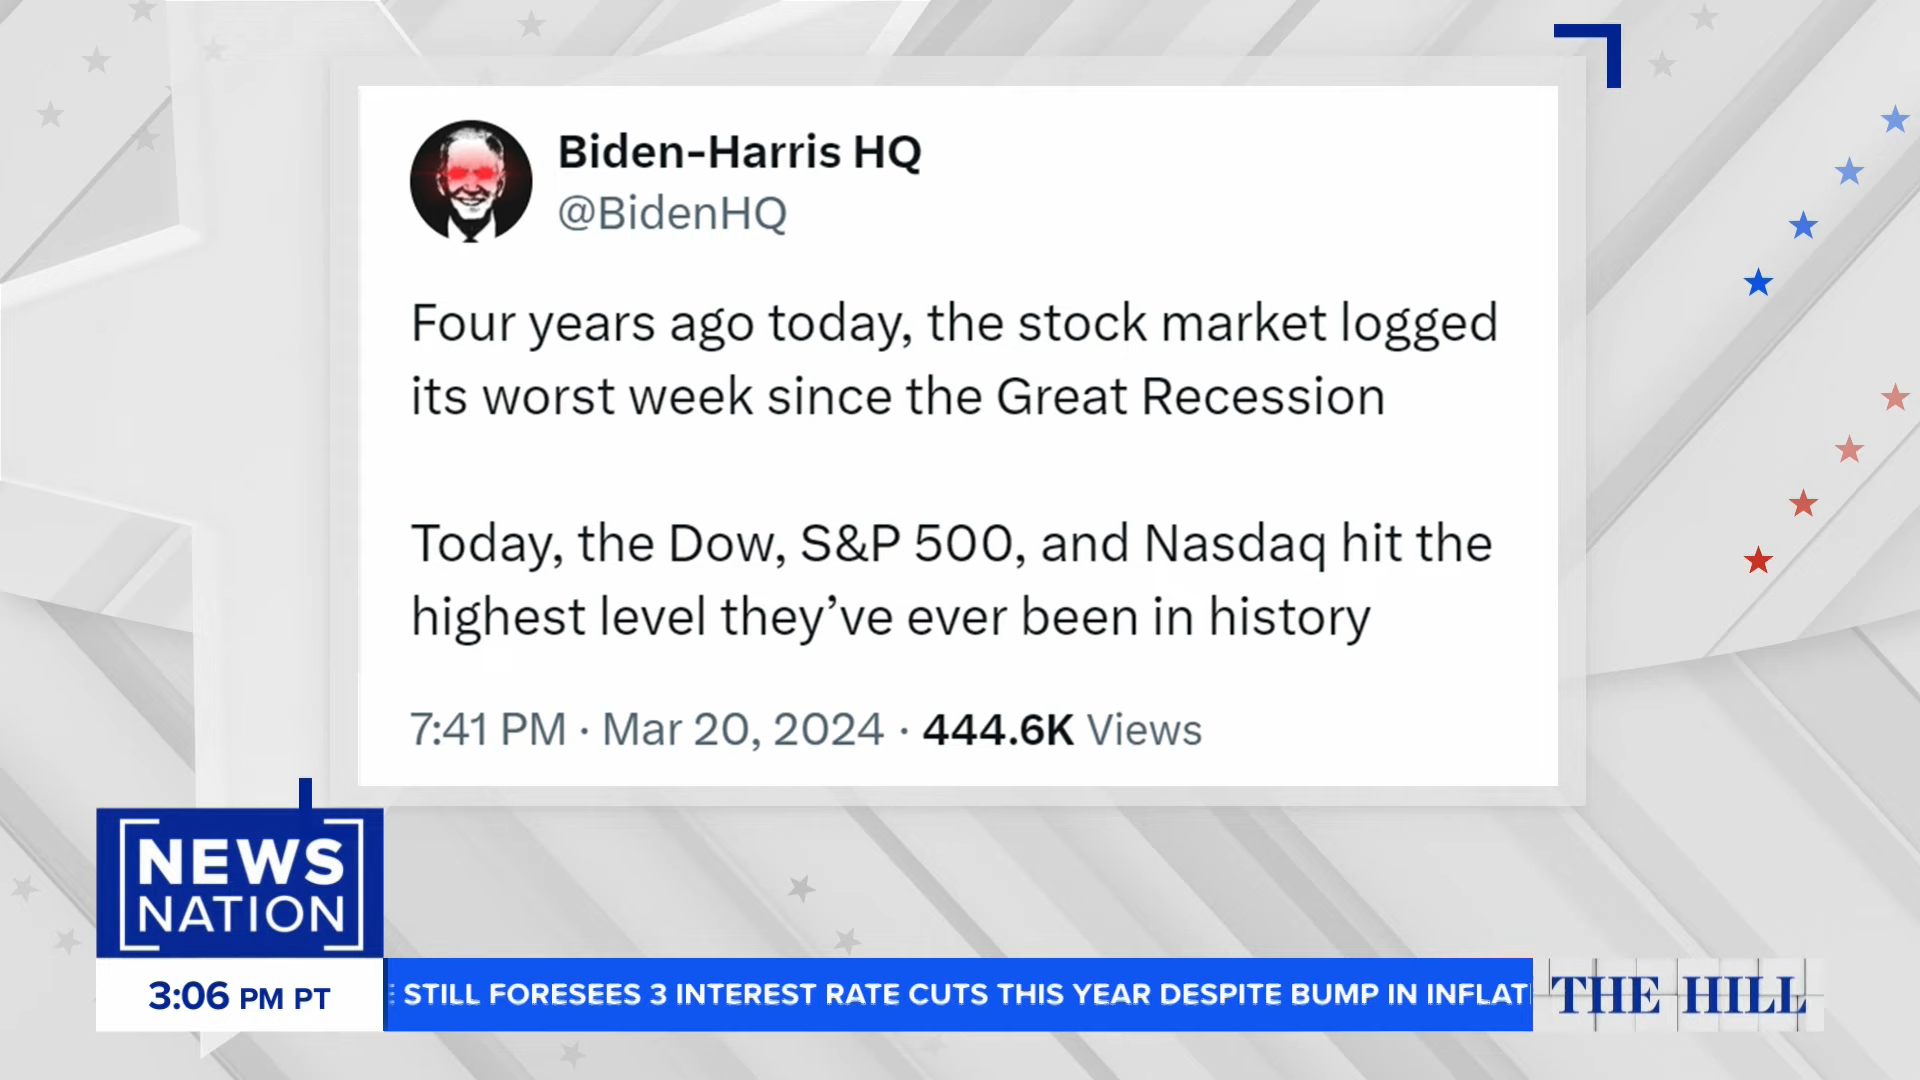 Biden-Harris HQ
@BidenHQ
Four years ago today, the stock market logged
its worst week since the Great Recession
Today, the Dow, S&P 500, and Nasdaq hit the
highest level they’ve ever been in history
7:41 PM · Mar 20, 2024 · 444.6K Views
NEWS
NATION
3:06 PM PT
STILL FORESEES 3 INTEREST RATE CUTS THIS YEAR DESPITE BUMP IN INFLATI
THE HILL